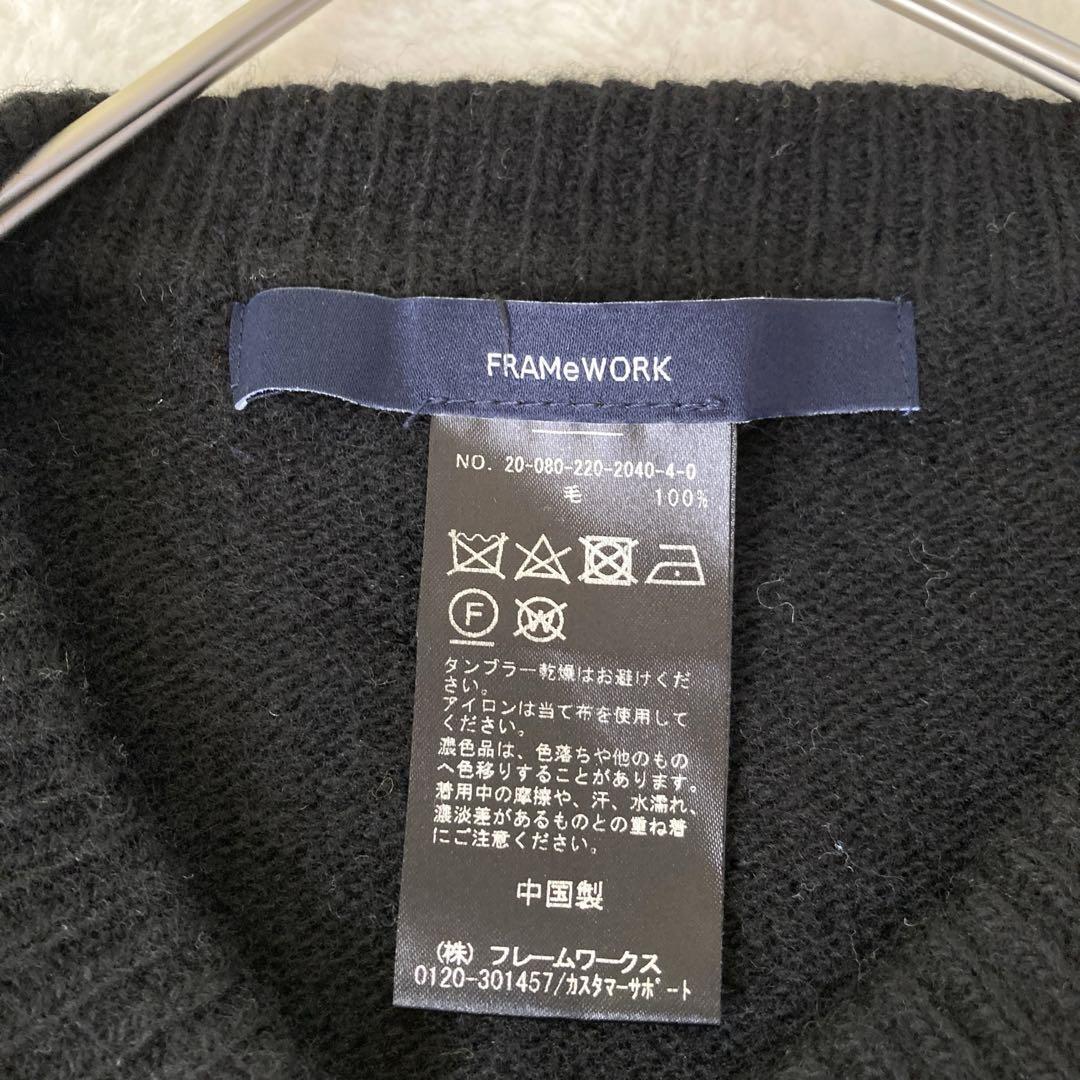 FRAMeWORK
NO. 20-080-220-2040-4-0
毛 100%
F W
タンブラー乾燥はお避けくだ
さい。
アイロンは当て布を使用して
ください。
濃色品は、色落ちや他のもの
へ色移りすることがあります。
着用中の摩擦や、汗、水濡れ、
濃淡差があるものとの重ね着
にご注意ください。
中国製
(株) フレームワークス
0120-301457/カスタマーサポート